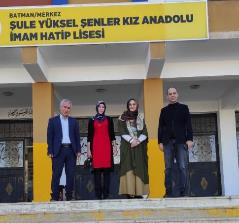 BATMAN/MERKEZ
ŞULE YÜKSEL ŞENLER KIZ ANADOLU
İMAM HATİP LİSESİ